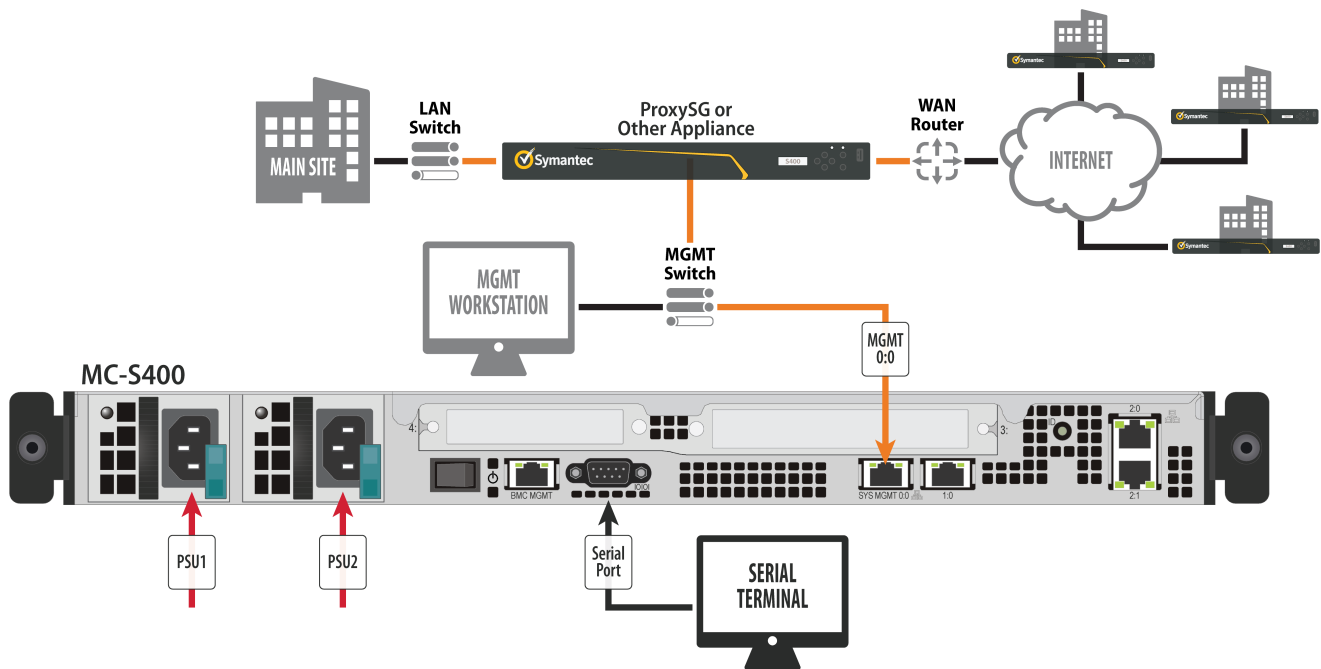 Symantec
Symantec
Symantec
LAN
Switch
ProxySG or
Other Appliance
WAN
Router
MAIN SITE
Symantec
S400
INTERNET
MGMT
WORKSTATION
MGMT
Switch
MGMT
0:0
MC-S400
4:
3:
ID
2:0
BMC MGMT
IOIOI
SYS MGMT 0:0
1:0
2:1
PSU1
PSU2
Serial
Port
SERIAL
TERMINAL